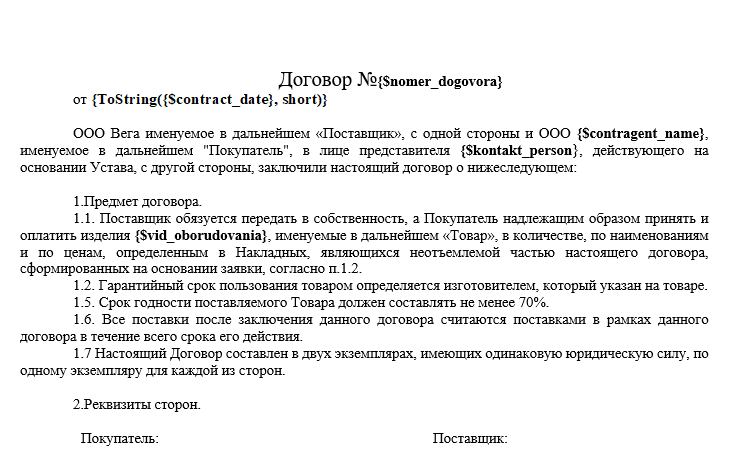 Договор №{$nomer_dogovora}
от {ToString({$contract_date}, short)}
ООО Вега именуемое в дальнейшем «Поставщик», с одной стороны и ООО {$contragent_name},
именуемое в дальнейшем "Покупатель", в лице представителя {$kontakt_person}, действующего на
основании Устава, с другой стороны, заключили настоящий договор о нижеследующем:
1.Предмет договора.
1.1. Поставщик обязуется передать в собственность, а Покупатель надлежащим образом принять и
оплатить изделия {$vid_oborudovania}, именуемые в дальнейшем «Товар», в количестве, по наименованиям
и по ценам, определенным в Накладных, являющихся неотъемлемой частью настоящего договора,
сформированных на основании заявки, согласно п.1.2.
1.2. Гарантийный срок пользования товаром определяется изготовителем, который указан на товаре.
1.5. Срок годности поставляемого Товара должен составлять не менее 70%.
1.6. Все поставки после заключения данного договора считаются поставками в рамках данного
договора в течение всего срока его действия.
1.7 Настоящий Договор составлен в двух экземплярах, имеющих одинаковую юридическую силу, по
одному экземпляру для каждой из сторон.
2.Реквизиты сторон.
Покупатель: Поставщик: